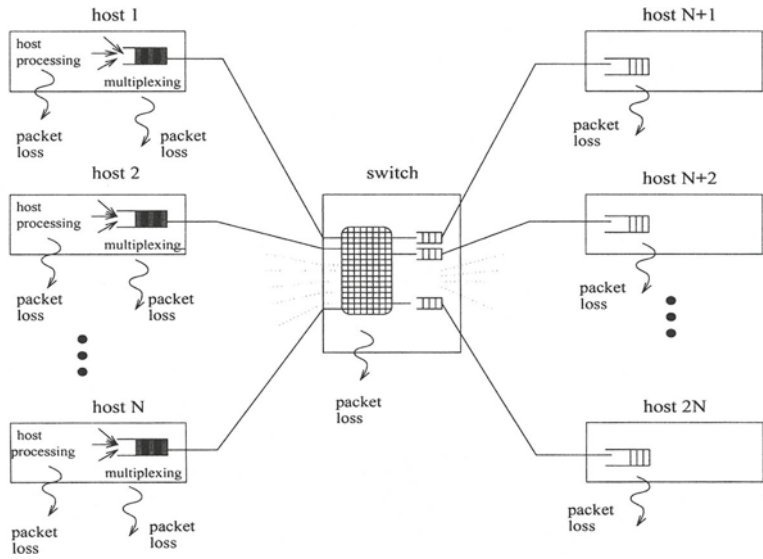 host 1
host
processing
multiplexing
packet
loss
packet
loss
host 2
host
processing
multiplexing
packet
loss
packet
loss
host N
host
processing
multiplexing
packet
loss
packet
loss
switch
packet
loss
host N+1
packet
loss
host N+2
packet
loss
host 2N
packet
loss